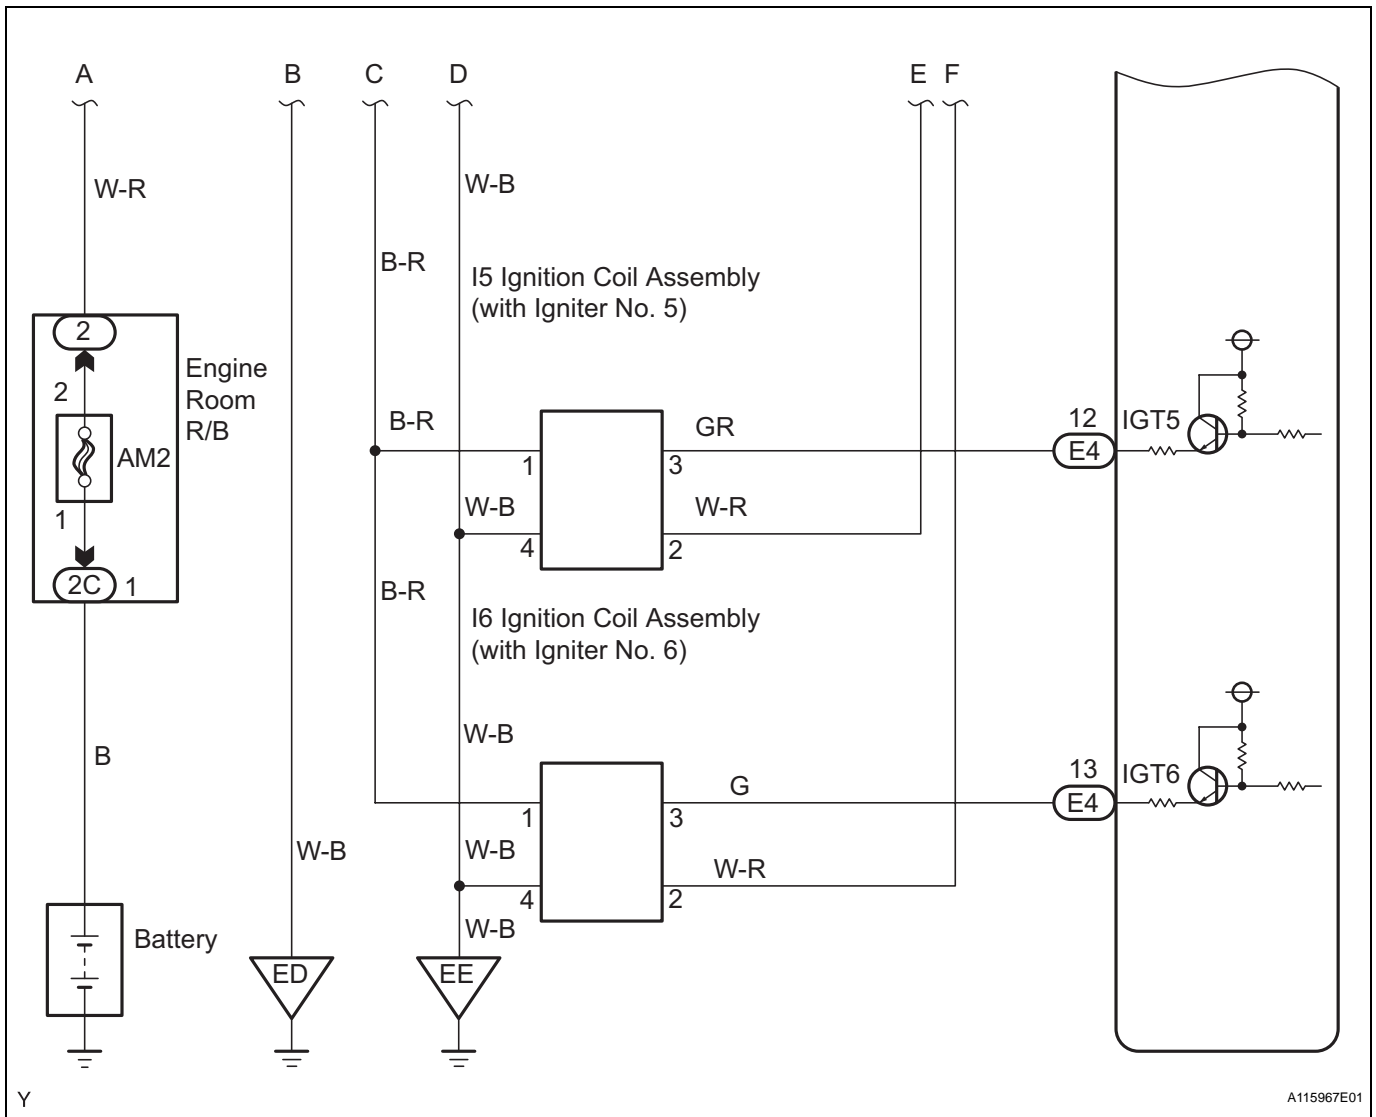 A B C D E F
W-R
W-B
B-R
I5 Ignition Coil Assembly
(with Igniter No. 5)
2
2
Engine
Room
R/B
AM2
1
2C 1
B-R
1
GR
3
12
E4
IGT5
W-B
4
W-R
2
B-R
I6 Ignition Coil Assembly
(with Igniter No. 6)
W-B
1
G
3
13
E4
IGT6
B
W-B
W-B
4
W-R
2
W-B
Battery
ED
EE
Y
A115967E01